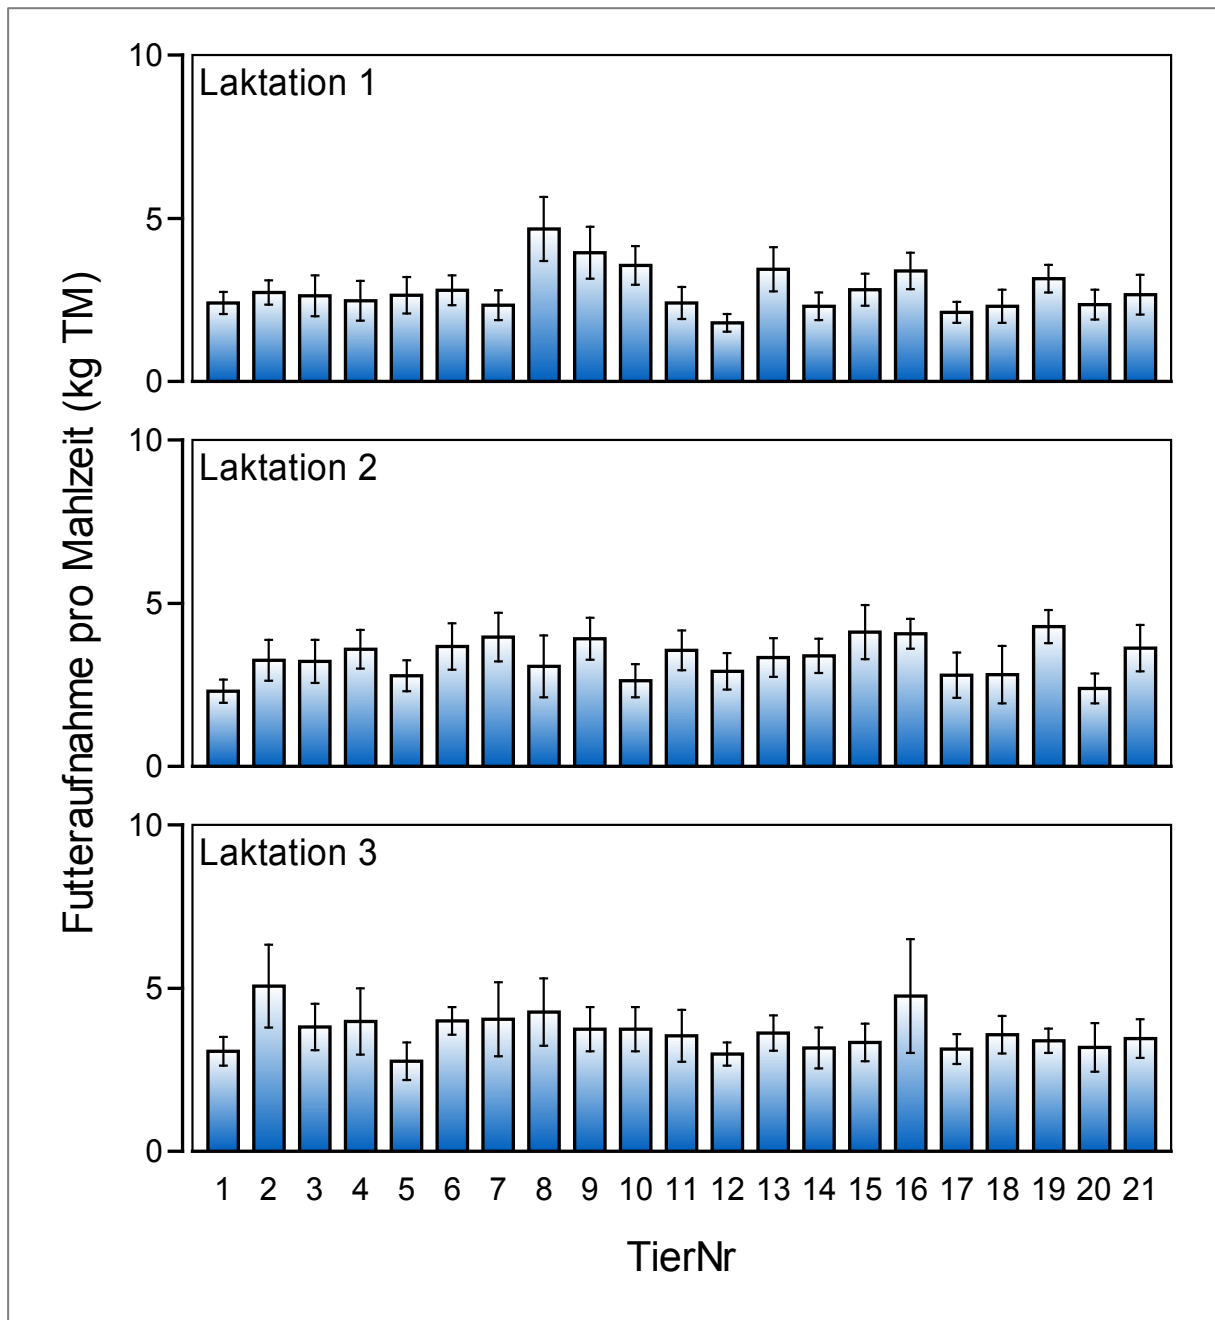 Futteraufnahme pro Mahlzeit (kg TM)
10
Laktation 1
5
0
10
Laktation 2
5
0
10
Laktation 3
5
0
1 2 3 4 5 6 7 8 9 10 11 12 13 14 15 16 17 18 19 20 21
TierNr